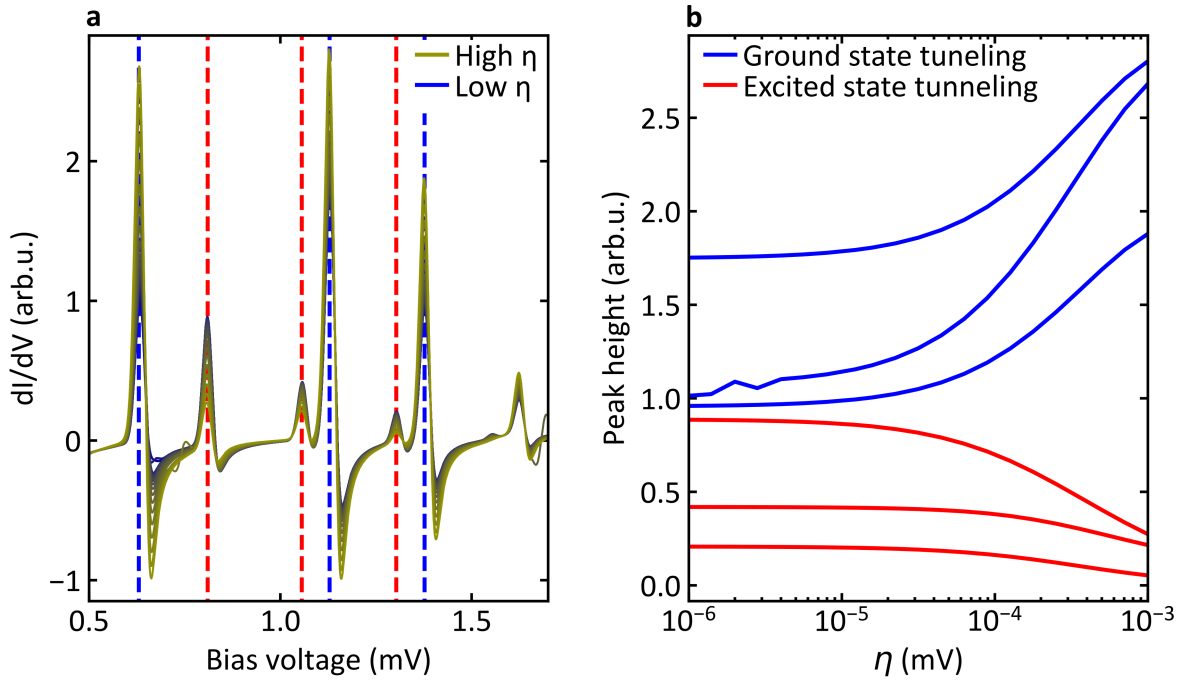 a
High η
Low η
2
1
0
−1
dI/dV (arb.u.)
0.5
1.0
1.5
Bias voltage (mV)
b
Ground state tuneling
Excited state tunneling
2.5
2.0
1.5
1.0
0.5
0.0
Peak height (arb.u.)
10⁻⁶
10⁻⁵
10⁻⁴
10⁻³
η (mV)